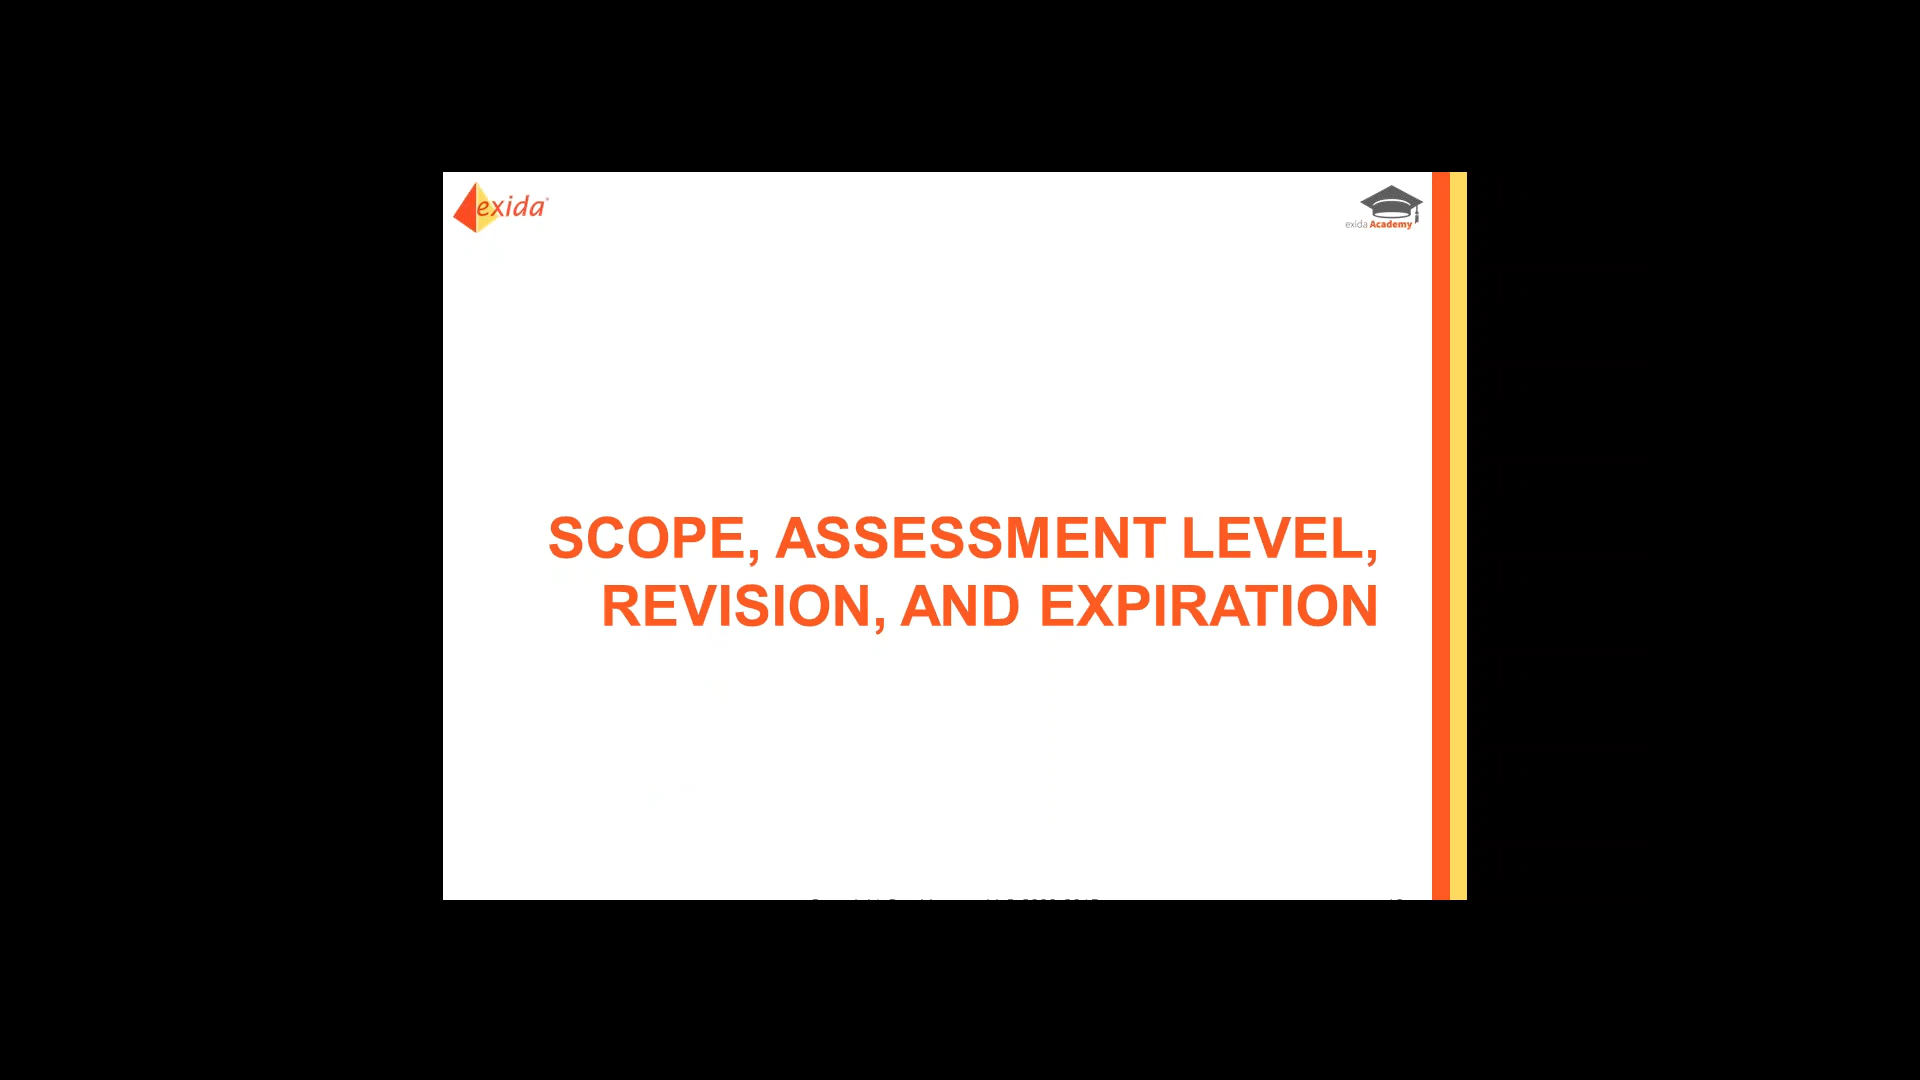 exida
exida Academy
SCOPE, ASSESSMENT LEVEL,
REVISION, AND EXPIRATION